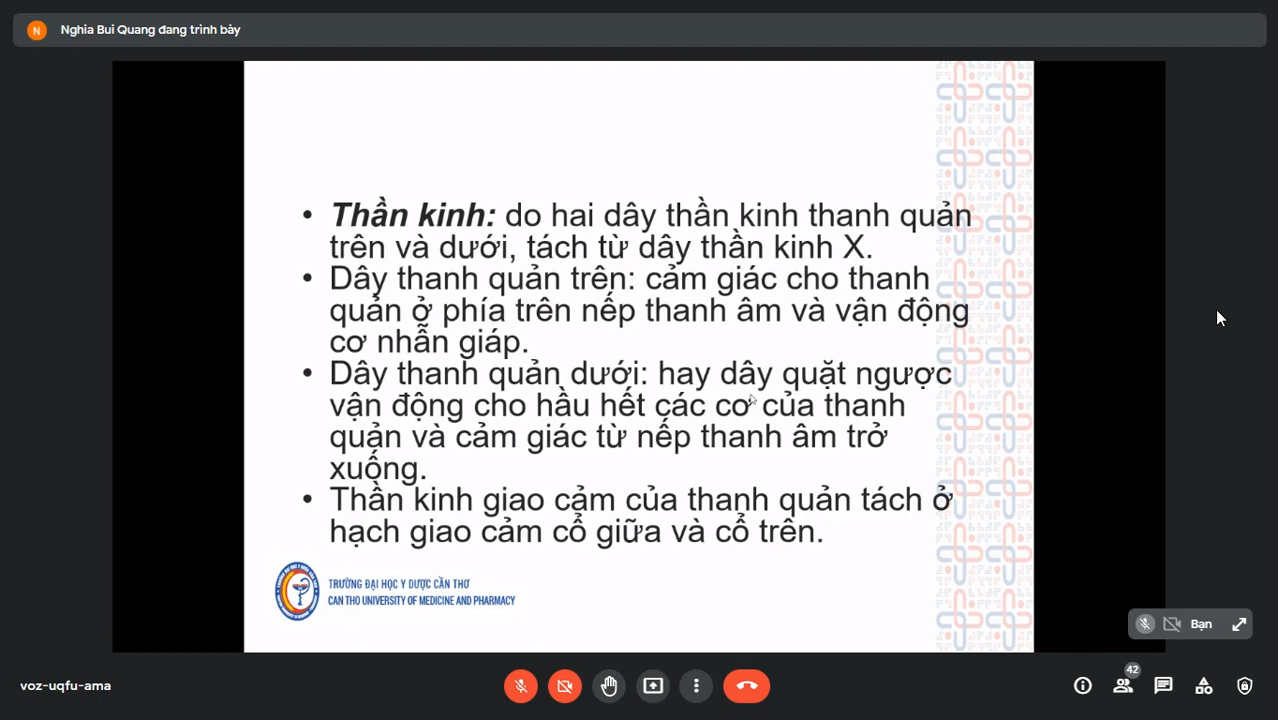 N
Nghia Bui Quang đang trình bày
• Thần kinh: do hai dây thần kinh thanh quản
trên và dưới, tách từ dây thần kinh X.
• Dây thanh quản trên: cảm giác cho thanh
quản ở phía trên nếp thanh âm và vận động
cơ nhẫn giáp.
• Dây thanh quản dưới: hay dây quặt ngược
vận động cho hầu hết các cơ của thanh
quản và cảm giác từ nếp thanh âm trở
xuống.
• Thần kinh giao cảm của thanh quản tách ở
hạch giao cảm cổ giữa và cổ trên.
TRƯỜNG ĐẠI HỌC Y DƯỢC CẦN THƠ
CAN THO UNIVERSITY OF MEDICINE AND PHARMACY
Bạn
voz-uqfu-ama
42